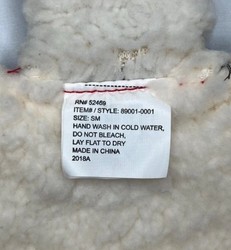 RN# 52469
ITEM# / STYLE: 89001-0001
SIZE: SM
HAND WASH IN COLD WATER,
DO NOT BLEACH,
LAY FLAT TO DRY
MADE IN CHINA
2018A